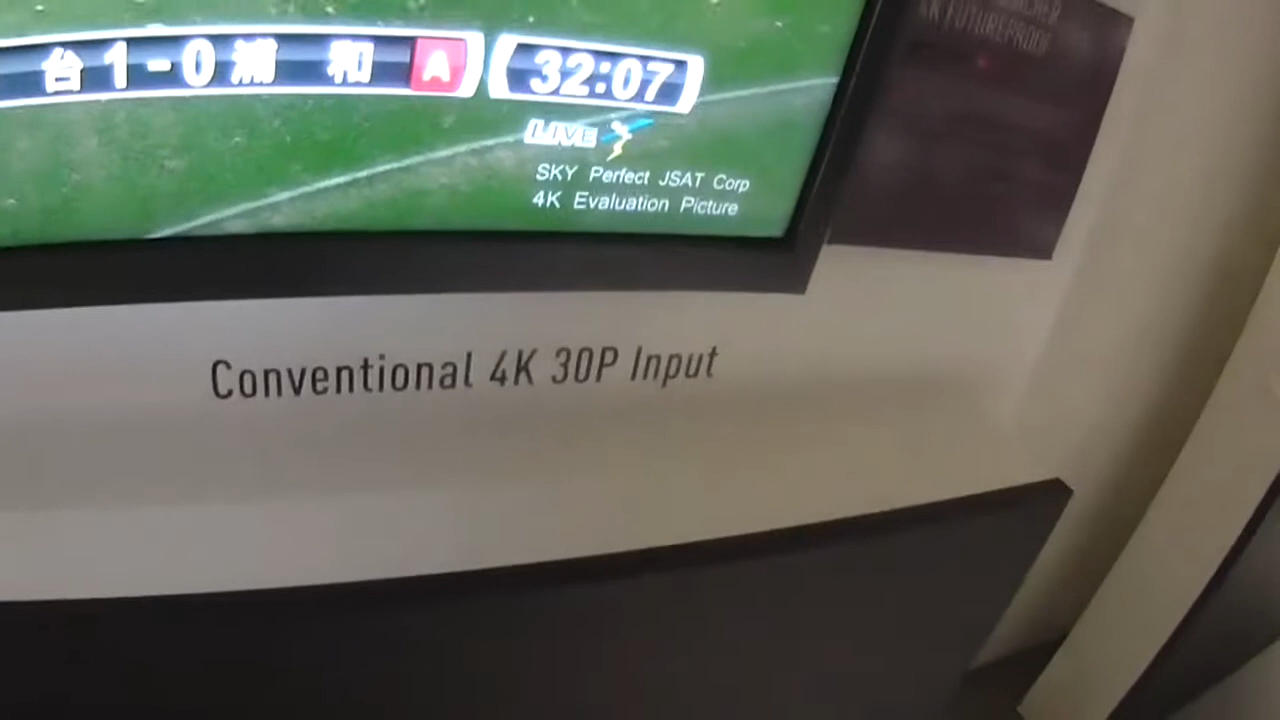 台 1-0 浦 和 A 32:07
LIVE
SKY Perfect JSAT Corp
4K Evaluation Picture
FUTUREPROOF
Conventional 4K 30P Input